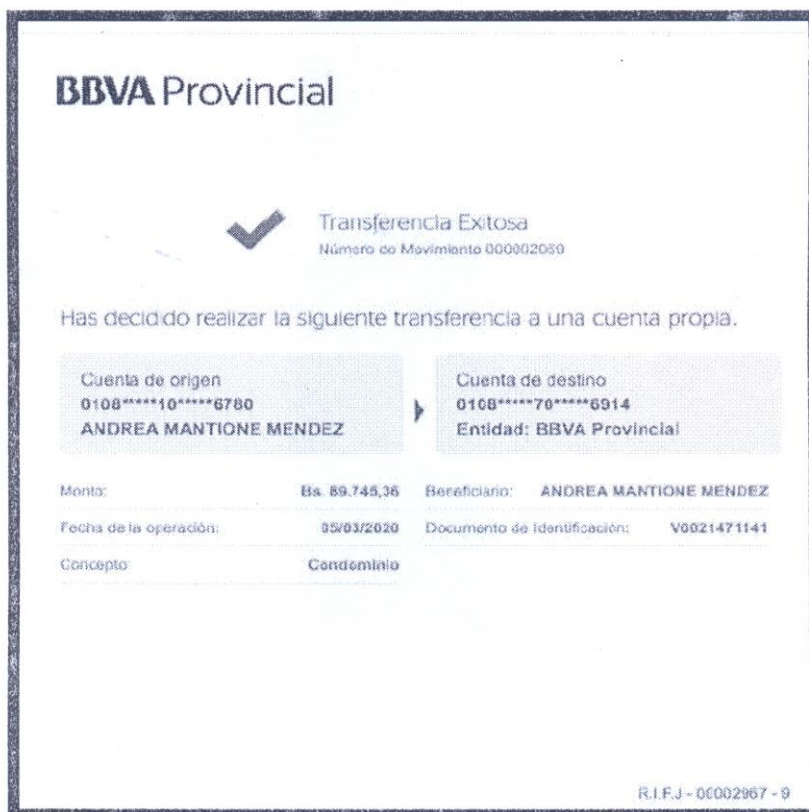 BBVA Provincial
Transferencia Exitosa
Número de Movimiento 000002069
Has decidido realizar la siguiente transferencia a una cuenta propia.
Cuenta de origen
0108*****10*****6780
ANDREA MANTIONE MENDEZ
Cuenta de destino
0108*****70*****6914
Entidad: BBVA Provincial
Monto: Bs. 89.745,36
Fecha de la operación: 05/03/2020
Concepto: Condominio
Beneficiario: ANDREA MANTIONE MENDEZ
Documento de Identificación: V0021471141
R.I.F.J - 00002967 - 9